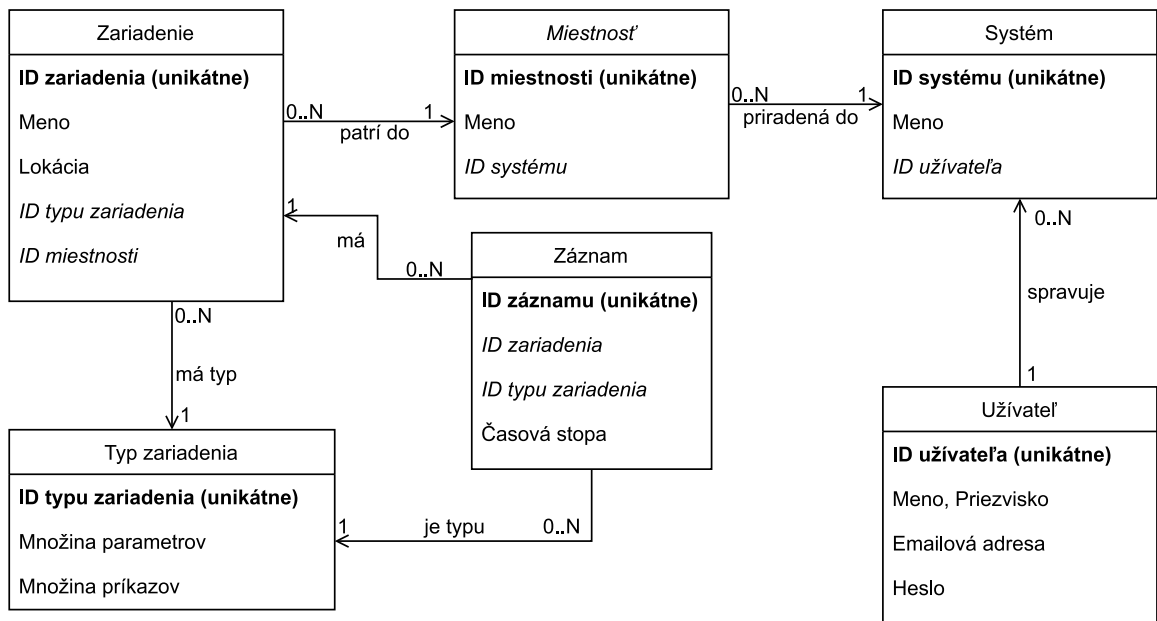 Zariadenie
ID zariadenia (unikátne)
Meno
Lokácia
ID typu zariadenia
ID miestnosti
0..N
1
patrí do
Miestnosť
ID miestnosti (unikátne)
Meno
ID systému
0..N
1
priradená do
Systém
ID systému (unikátne)
Meno
ID užívateľa
1
má
0..N
Záznam
ID záznamu (unikátne)
ID zariadenia
ID typu zariadenia
Časová stopa
0..N
spravuje
1
0..N
má typ
1
Typ zariadenia
ID typu zariadenia (unikátne)
Množina parametrov
Množina príkazov
1
je typu
0..N
Užívateľ
ID užívateľa (unikátne)
Meno, Priezvisko
Emailová adresa
Heslo